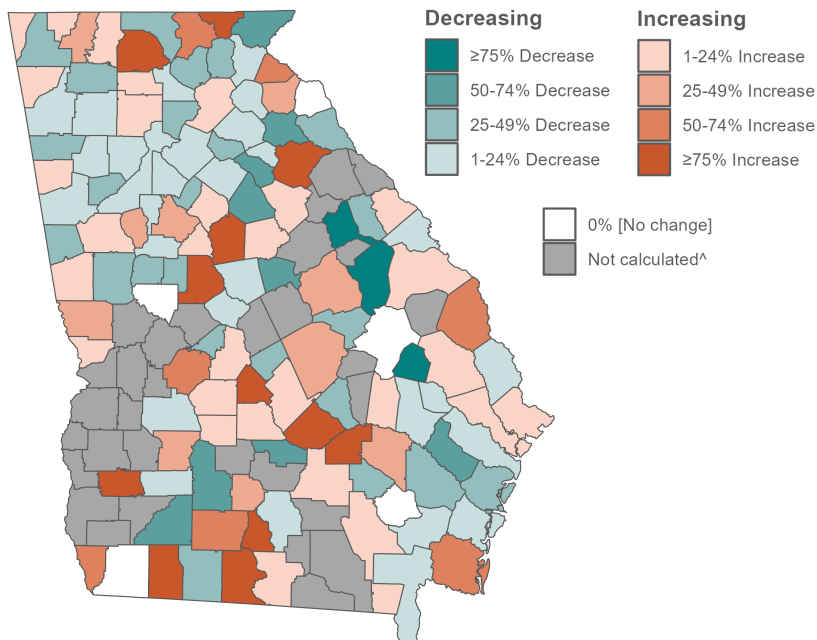 Decreasing
≥75% Decrease
50-74% Decrease
25-49% Decrease
1-24% Decrease
Increasing
1-24% Increase
25-49% Increase
50-74% Increase
≥75% Increase
0% [No change]
Not calculated^